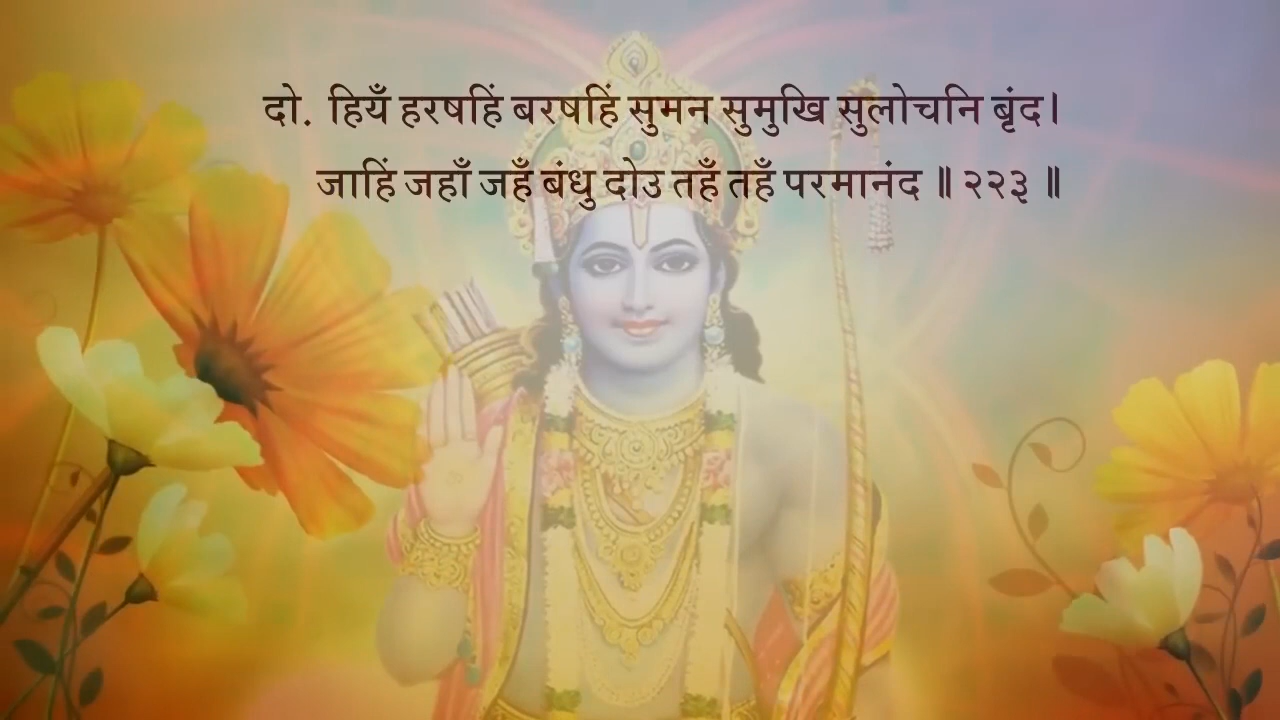 दो. हियँ हरषहिं बरषहिं सुमन सुमुखि सुलोचनि बृंद।
जाहिं जहाँ जहँ बंधु दोउ तहँ तहँ परमानंद ॥ २२३ ॥